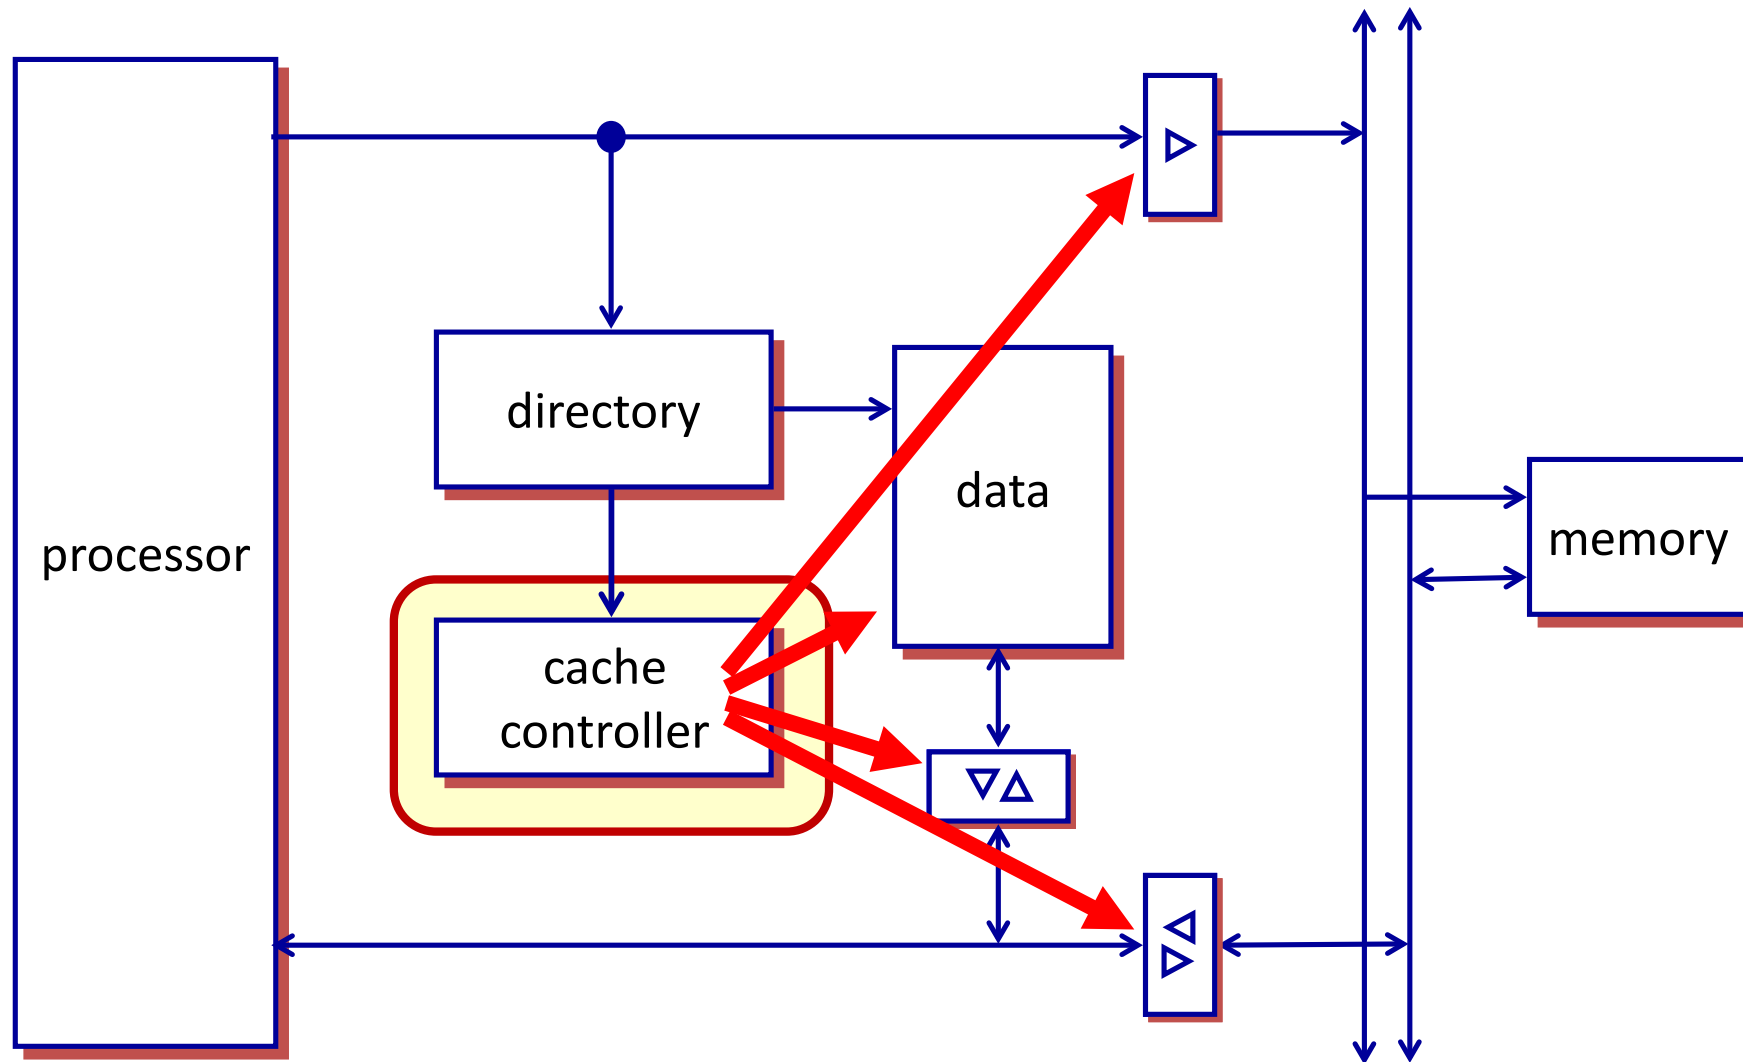 processor
directory
data
memory
cache
controller